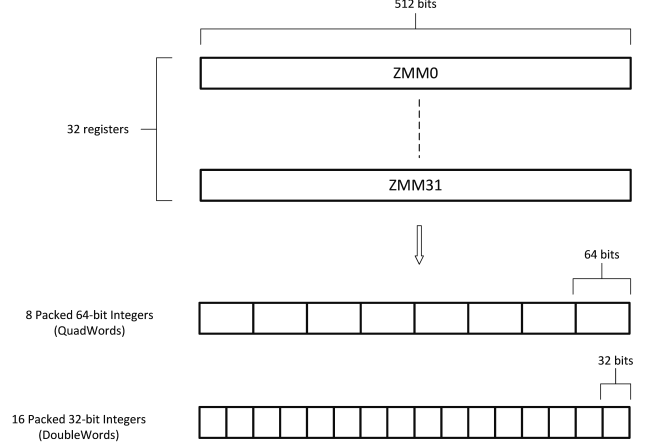 512 bits
ZMM0
32 registers
ZMM31
64 bits
8 Packed 64-bit Integers
(QuadWords)
32 bits
16 Packed 32-bit Integers
(DoubleWords)